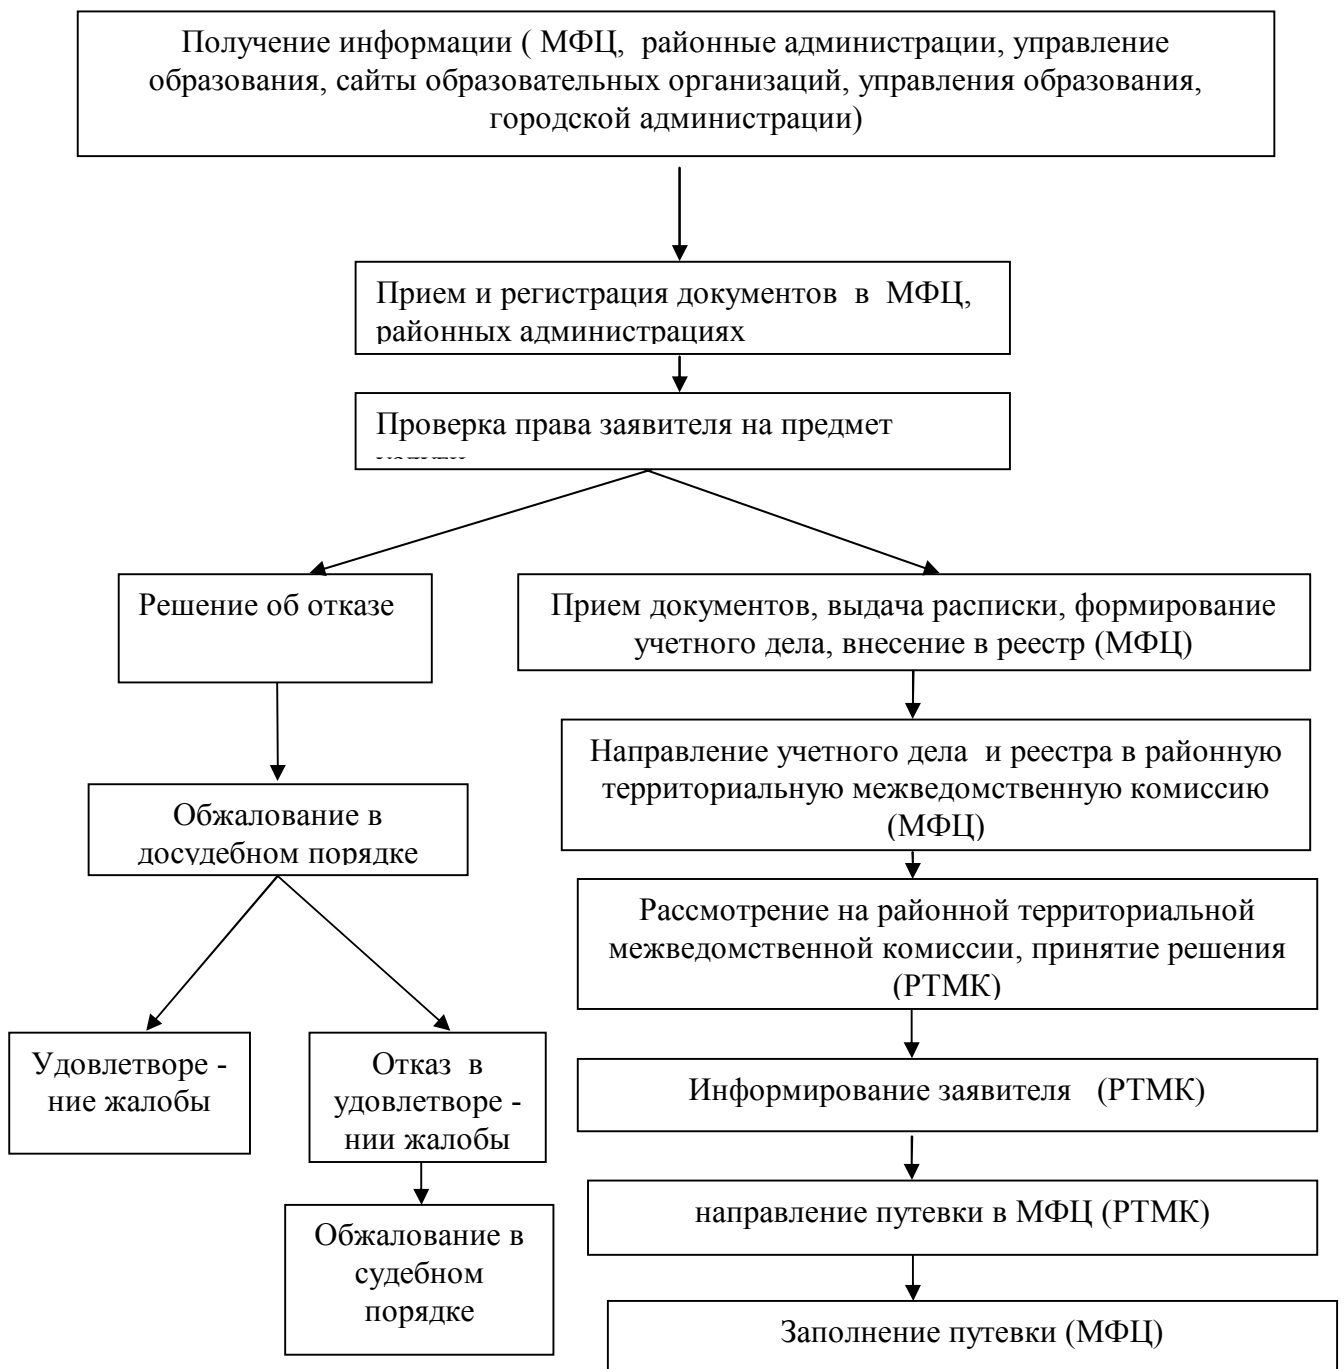 Получение информации ( МФЦ, районные администрации, управление
образования, сайты образовательных организаций, управления образования,
городской администрации)
Прием и регистрация документов в МФЦ,
районных администрациях
Проверка права заявителя на предмет
Решение об отказе
Прием документов, выдача расписки, формирование
учетного дела, внесение в реестр (МФЦ)
Направление учетного дела и реестра в районную
территориальную межведомственную комиссию
(МФЦ)
Обжалование в
досудебном порядке
Рассмотрение на районной территориальной
межведомственной комиссии, принятие решения
(РТМК)
Удовлетворе -
ние жалобы
Отказ в
удовлетворе -
нии жалобы
Информирование заявителя (РТМК)
направление путевки в МФЦ (РТМК)
Обжалование в
судебном
порядке
Заполнение путевки (МФЦ)